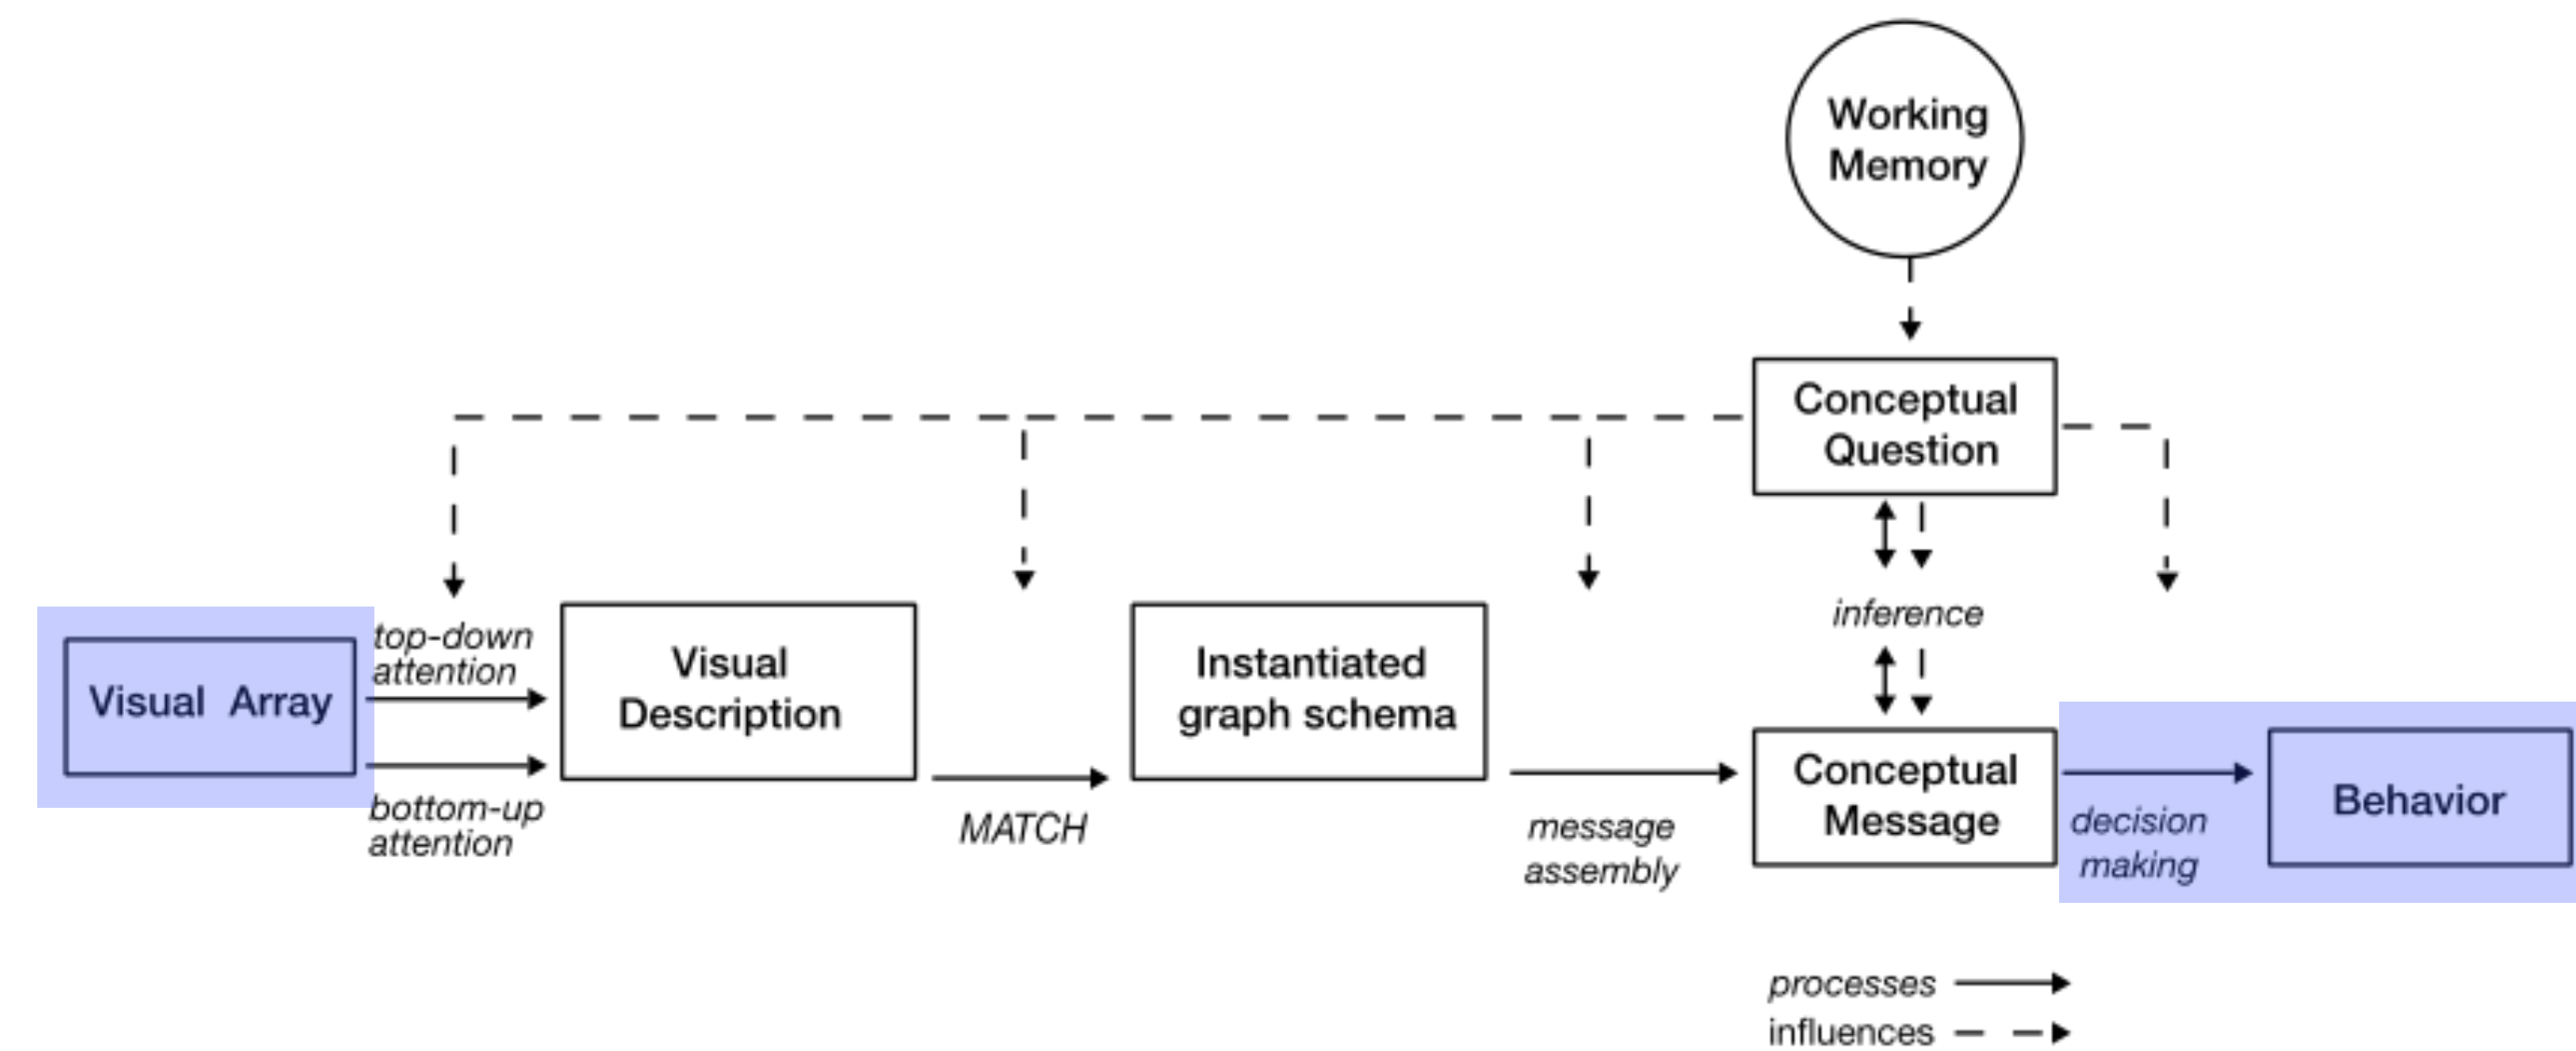 Working
Memory
Conceptual
Question
top-down
attention
Visual Array
bottom-up
attention
Visual
Description
MATCH
Instantiated
graph schema
message
assembly
inference
Conceptual
Message
decision
making
Behavior
processes
influences